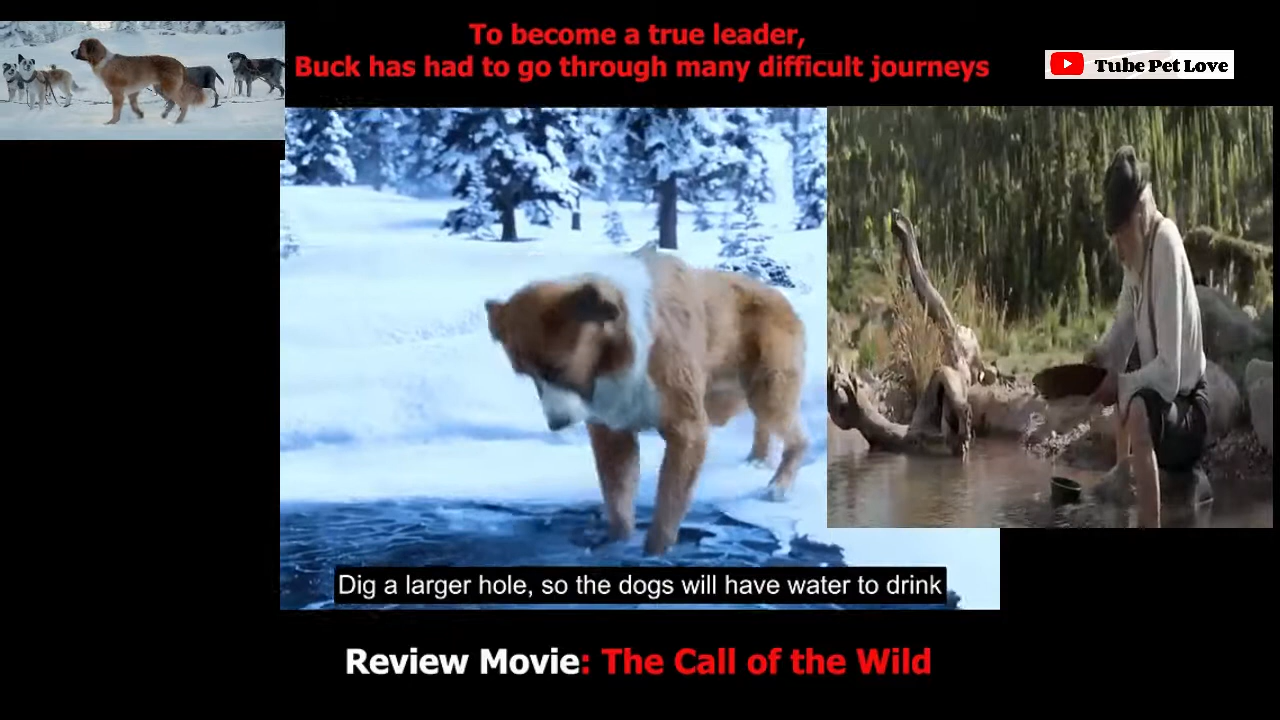 To become a true leader,
Buck has had to go through many difficult journeys
Tube Pet Love
Dig a larger hole, so the dogs will have water to drink
Review Movie: The Call of the Wild